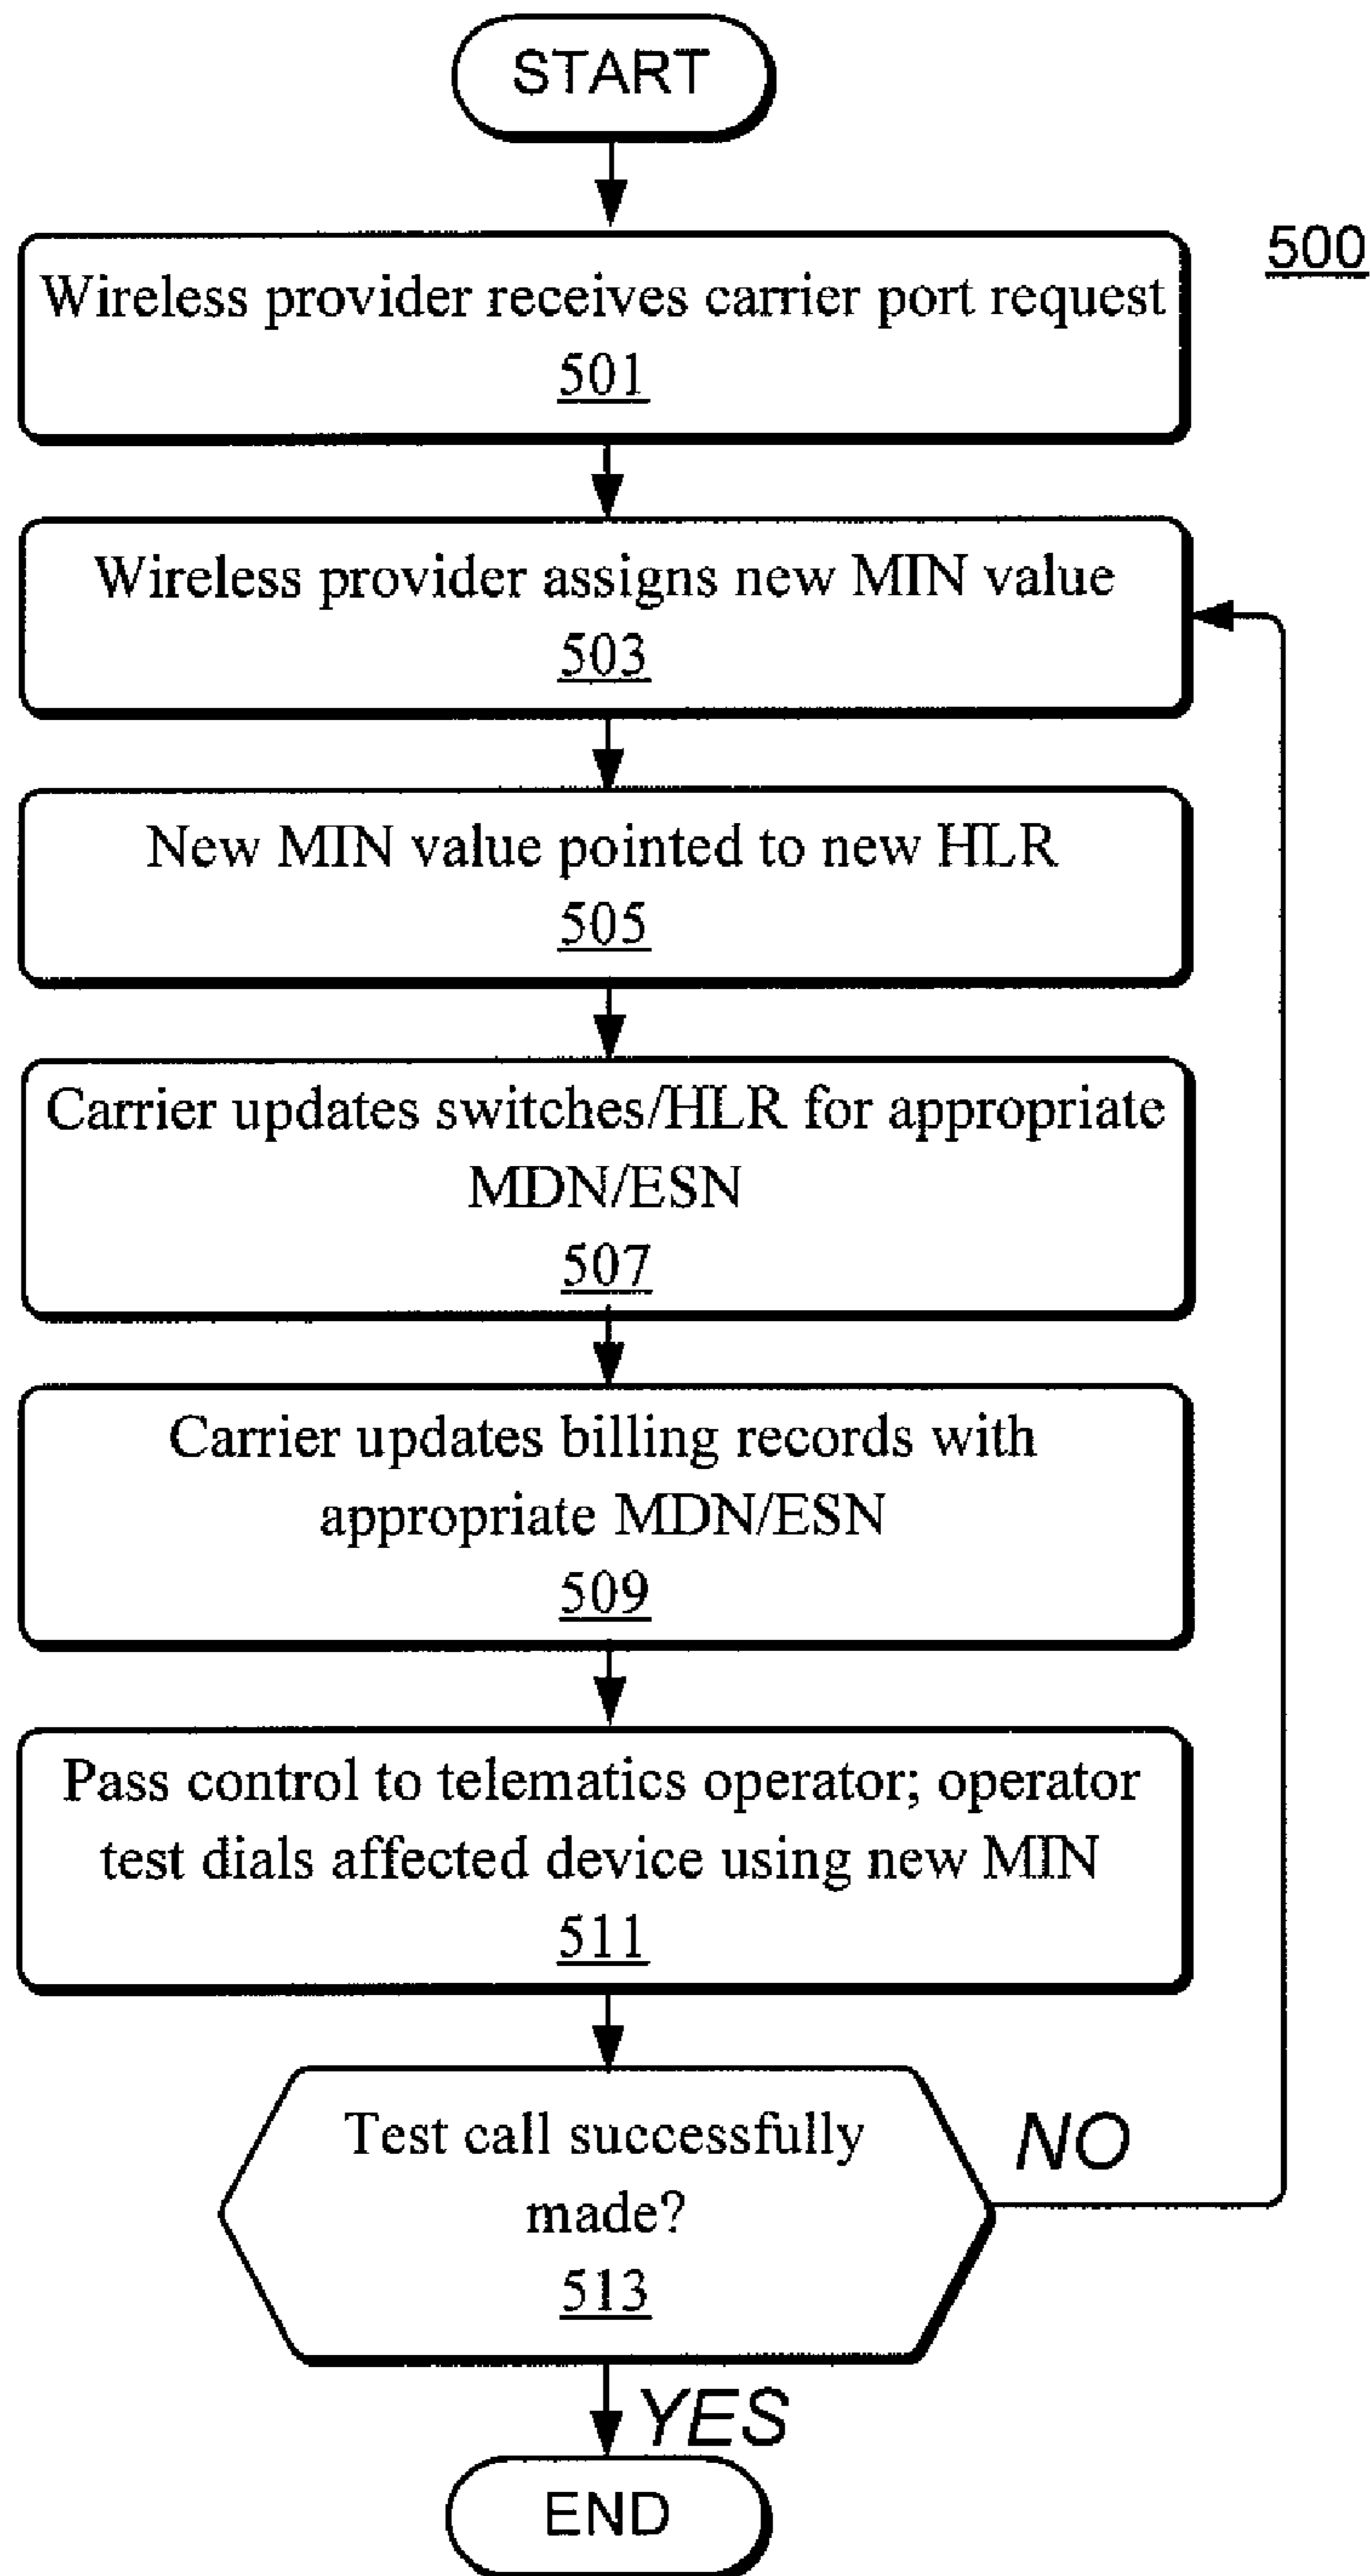 START
500
Wireless provider receives carrier port request
501
Wireless provider assigns new MIN value
503
New MIN value pointed to new HLR
505
Carrier updates switches/HLR for appropriate
MDN/ESN
507
Carrier updates billing records with
appropriate MDN/ESN
509
Pass control to telematics operator; operator
test dials affected device using new MIN
511
Test call successfully
made?
513
NO
YES
END